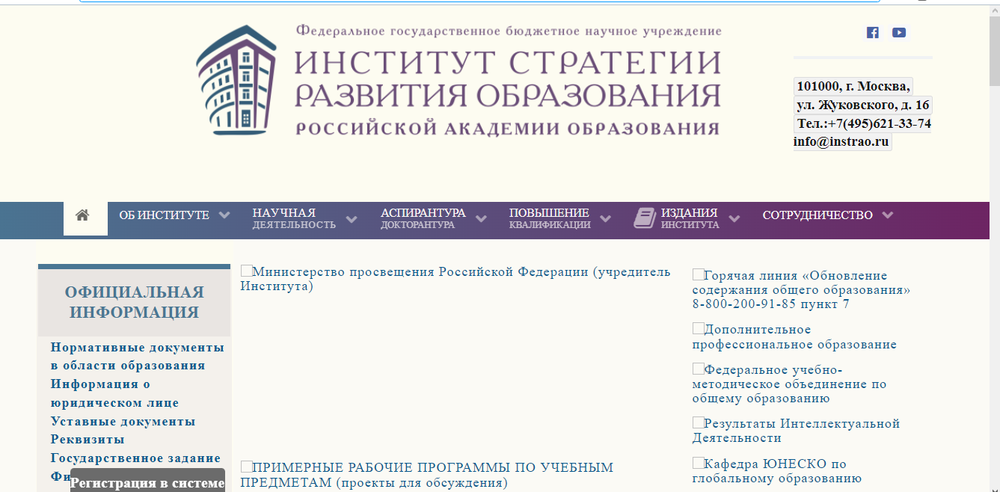 Федеральное государственное бюджетное научное учреждение
ИНСТИТУТ СТРАТЕГИИ
РАЗВИТИЯ ОБРАЗОВАНИЯ
РОССИЙСКОЙ АКАДЕМИИ ОБРАЗОВАНИЯ
101000, г. Москва,
ул. Жуковского, д. 16
Тел.:+7(495)621-33-74
info@instrao.ru
ОБ ИНСТИТУТЕ
НАУЧНАЯ
ДЕЯТЕЛЬНОСТЬ
АСПИРАНТУРА
ДОКТОРАНТУРА
ПОВЫШЕНИЕ
КВАЛИФИКАЦИИ
ИЗДАНИЯ
ИНСТИТУТА
СОТРУДНИЧЕСТВО
ОФИЦИАЛЬНАЯ
ИНФОРМАЦИЯ
Нормативные документы
в области образования
Информация о
юридическом лице
Уставные документы
Реквизиты
Государственное задание
Регистрация в системе
Министерство просвещения Российской Федерации (учредитель
Института)
ПРИМЕРНЫЕ РАБОЧИЕ ПРОГРАММЫ ПО УЧЕБНЫМ
ПРЕДМЕТАМ (проекты для обсуждения)
Горячая линия «Обновление
содержания общего образования»
8-800-200-91-85 пункт 7
Дополнительное
профессиональное образование
Федеральное учебно-
методическое объединение по
общему образованию
Результаты Интеллектуальной
Деятельности
Кафедра ЮНЕСКО по
глобальному образованию